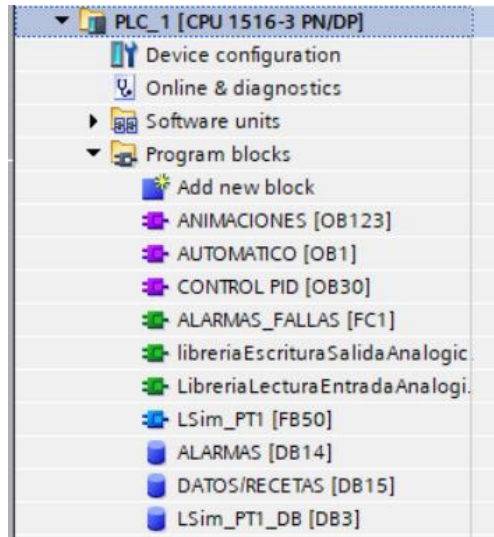 PLC_1 [CPU 1516-3 PN/DP]
Device configuration
Online & diagnostics
Software units
Program blocks
Add new block
ANIMACIONES [OB123]
AUTOMATICO [OB1]
CONTROL PID [OB30]
ALARMAS_FALLAS [FC1]
libreriaEscrituraSalidaAnalogic.
LibreriaLecturaEntradaAnalogi.
LSim_PT1 [FB50]
ALARMAS [DB14]
DATOS/RECETAS [DB15]
LSim_PT1_DB [DB3]